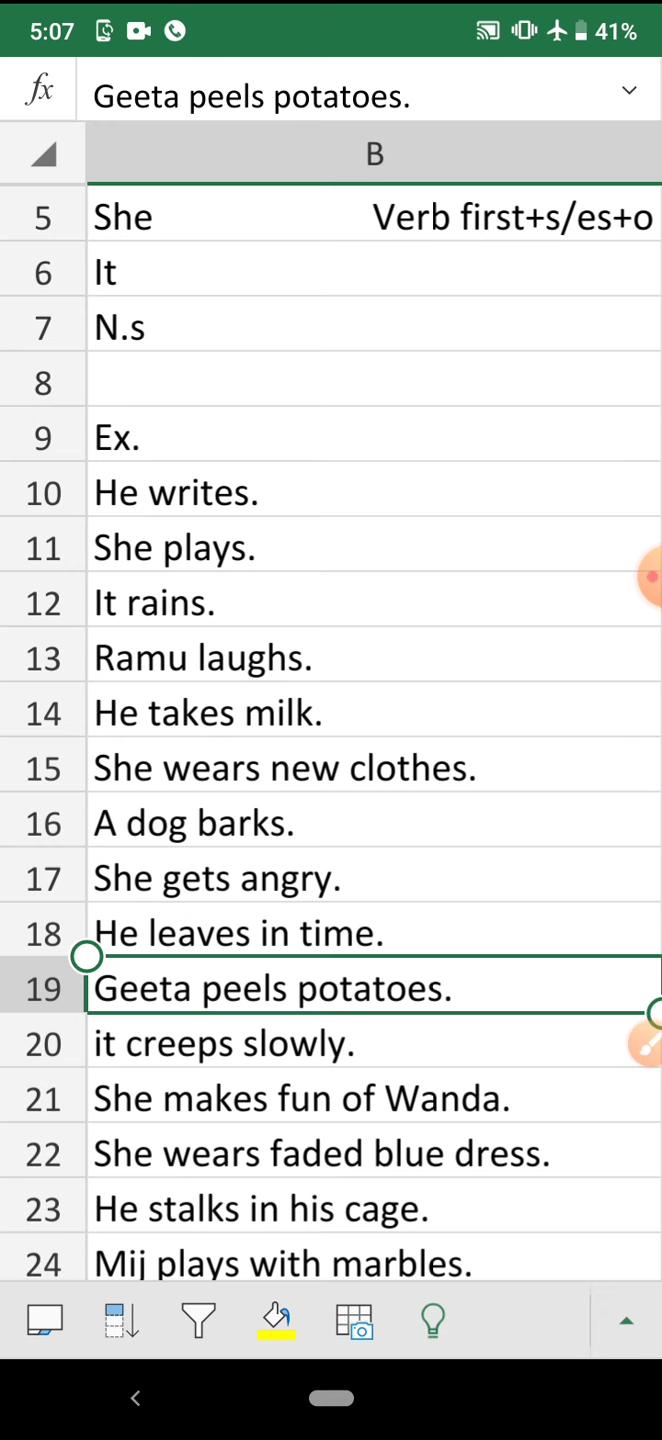 5:07 41%
fx Geeta peels potatoes.
B
5 She Verb first+s/es+o
6 It
7 N.s
8
9 Ex.
10 He writes.
11 She plays.
12 It rains.
13 Ramu laughs.
14 He takes milk.
15 She wears new clothes.
16 A dog barks.
17 She gets angry.
18 He leaves in time.
19 Geeta peels potatoes.
20 it creeps slowly.
21 She makes fun of Wanda.
22 She wears faded blue dress.
23 He stalks in his cage.
24 Mij plays with marbles.